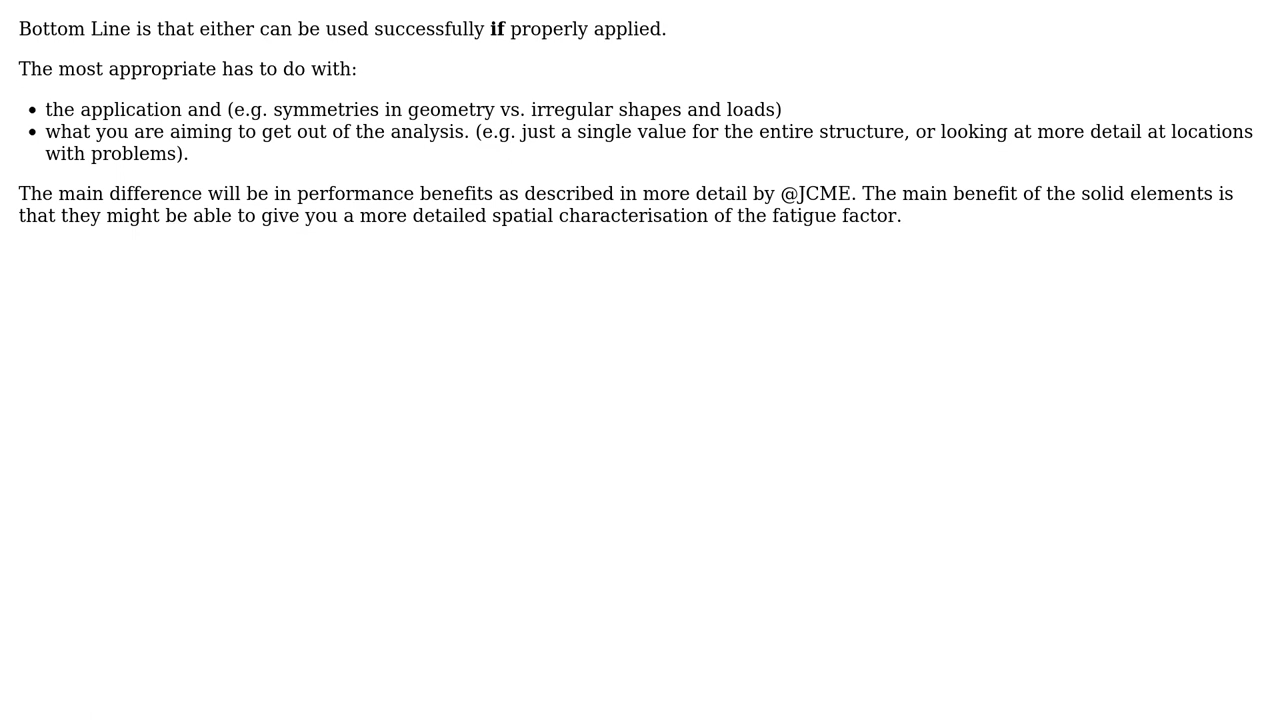 Bottom Line is that either can be used successfully if properly applied.
The most appropriate has to do with:
• the application and (e.g. symmetries in geometry vs. irregular shapes and loads)
• what you are aiming to get out of the analysis. (e.g. just a single value for the entire structure, or looking at more detail at locations
with problems).
The main difference will be in performance benefits as described in more detail by @JCME. The main benefit of the solid elements is
that they might be able to give you a more detailed spatial characterisation of the fatigue factor.